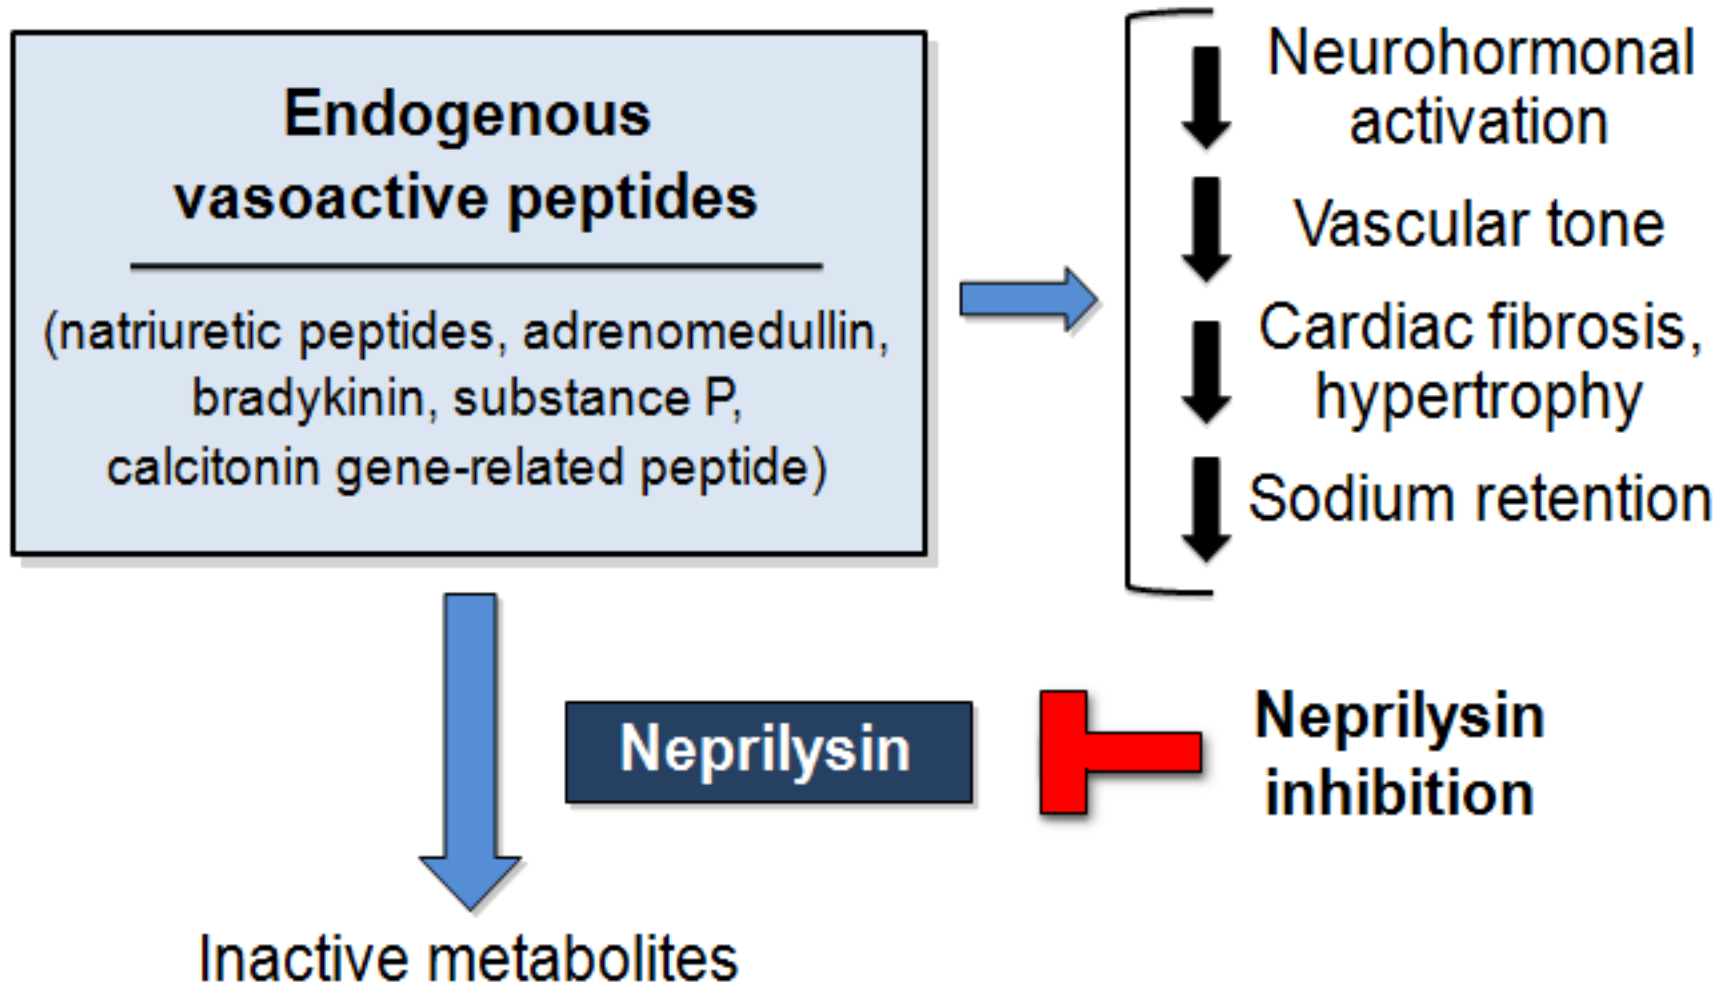 Endogenous
vasoactive peptides
(natriuretic peptides, adrenomedullin,
bradykinin, substance P,
calcitonin gene-related peptide)
Neurohormonal
activation
Vascular tone
Cardiac fibrosis,
hypertrophy
Sodium retention
Neprilysin
Neprilysin
inhibition
Inactive metabolites